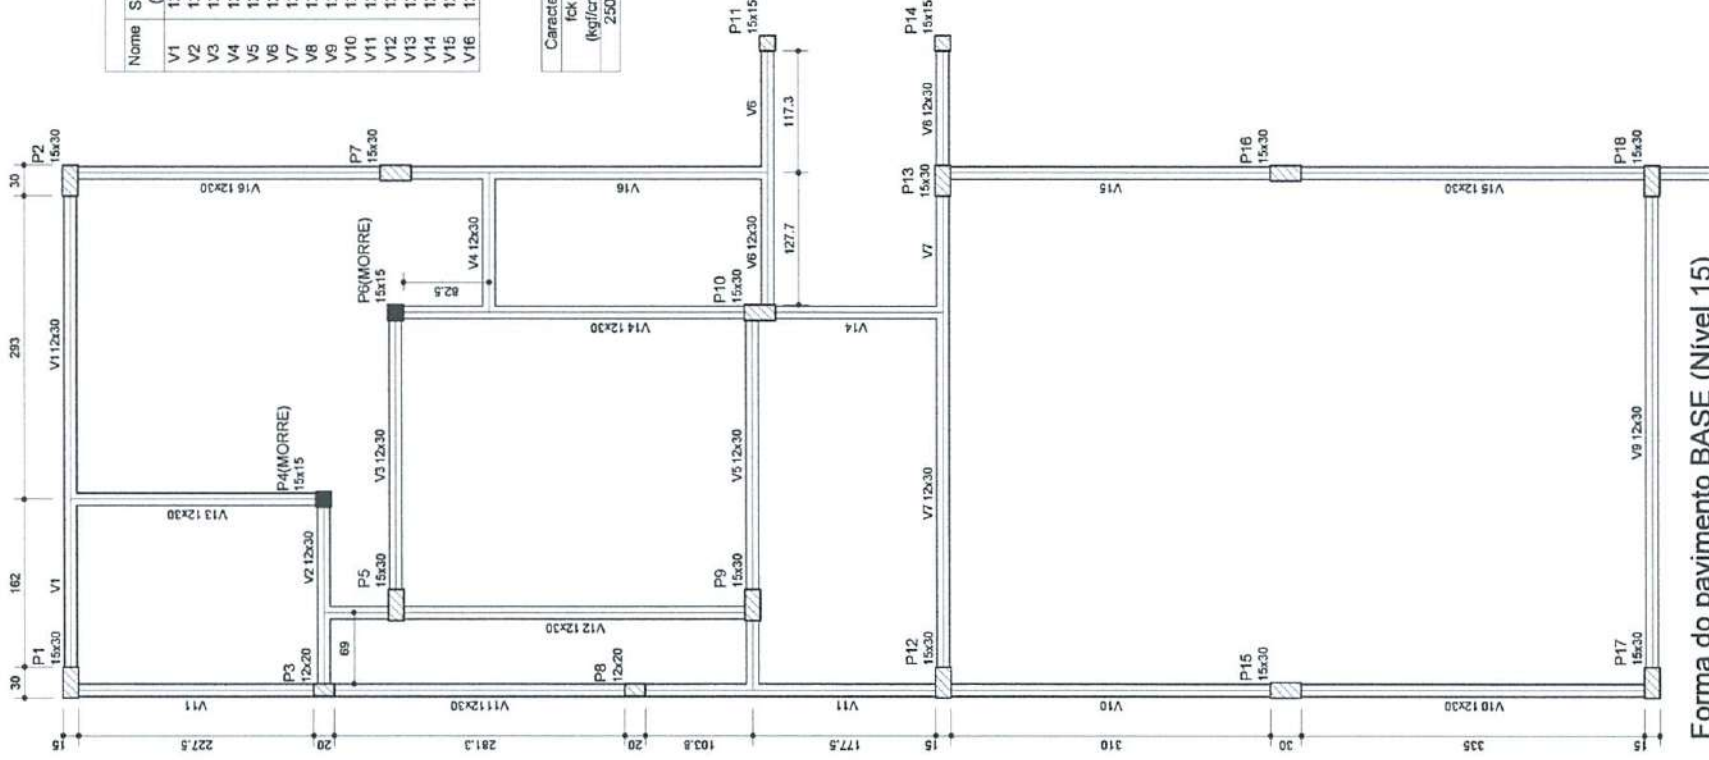 Nome S
V1
V2
V3
V4
V5
V6
V7
V8
V9
V10
V11
V12
V13
V14
V15
V16
fck
250
P1
15x30
30
162
V1
293
V1 12x30
30
P2
15x30
V11
V13 12x30
P4(MORRE)
15x15
V16 12x30
P7
15x30
P3
12x20
V2 12x30
69
P5
15x30
V3 12x30
P6(MORRE)
15x15
82.5
V4 12x30
V16
V11 12x30
P8
12x20
V12 12x30
P9
15x30
V5 12x30
V14 12x30
P10
15x30
V6 12x30
127.7
V6
117.3
P11
15x15
V11
V14
P12
15x30
V7 12x30
V7
P13
15x30
V8 12x30
P14
15x15
V10
P15
15x30
V15
P16
15x30
V10 12x30
V15 12x30
P17
15x30
V9 12x30
P18
15x30
15
227.5
20
281.3
20
103.8
177.5
15
310
30
335
15
Forma do pavimento BASE (Nível 15)